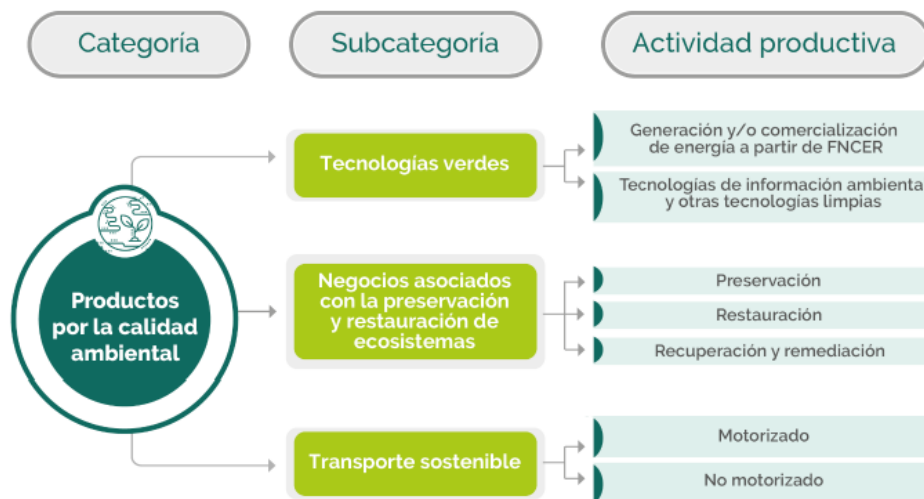 Categoría
Subcategoría
Actividad productiva
Productos
por la calidad
ambiental
Tecnologías verdes
Generación y/o comercialización
de energía a partir de FNCER
Tecnologías de información ambienta
y otras tecnologías limpias
Negocios asociados
con la preservación
y restauración de
ecosistemas
Preservación
Restauración
Recuperación y remediación
Transporte sostenible
Motorizado
No motorizado